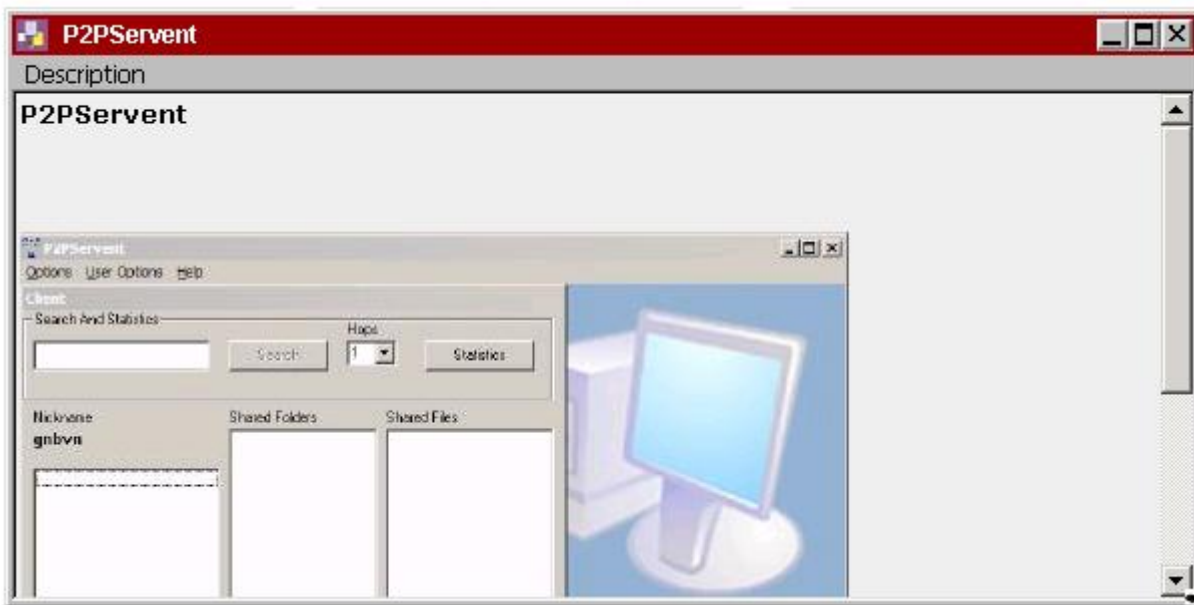 P2PServent
Description
P2PServent
P2PServent
Options User Options Help
Client
Search And Statistics
Hops
Search 1 Statistics
Nickname Shared Folders Shared Files
gnbvn